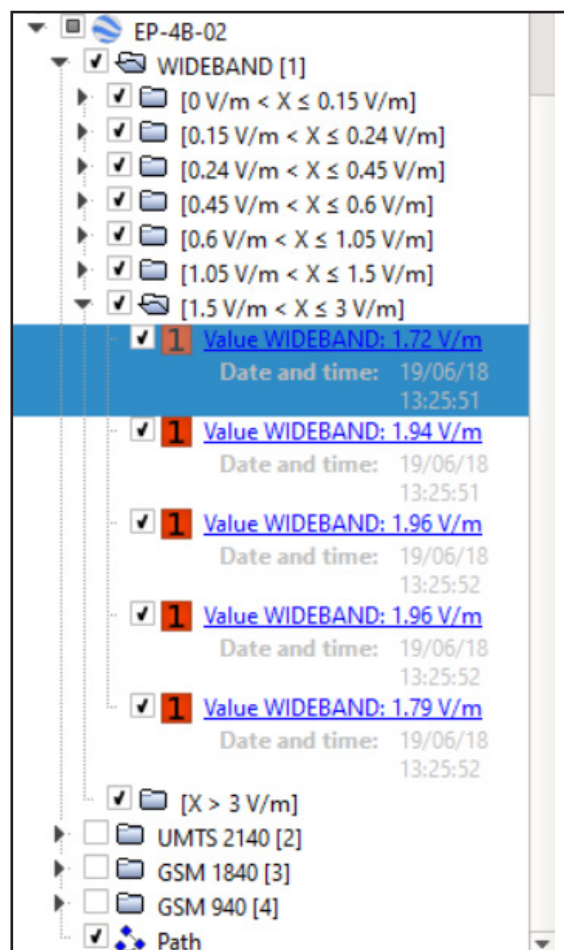 EP-4B-02
WIDEBAND [1]
[0 V/m < X ≤ 0.15 V/m]
[0.15 V/m < X ≤ 0.24 V/m]
[0.24 V/m < X ≤ 0.45 V/m]
[0.45 V/m < X ≤ 0.6 V/m]
[0.6 V/m < X ≤ 1.05 V/m]
[1.05 V/m < X ≤ 1.5 V/m]
[1.5 V/m < X ≤ 3 V/m]
1 Value WIDEBAND: 1.72 V/m
Date and time: 19/06/18
13:25:51
1 Value WIDEBAND: 1.94 V/m
Date and time: 19/06/18
13:25:51
1 Value WIDEBAND: 1.96 V/m
Date and time: 19/06/18
13:25:52
1 Value WIDEBAND: 1.96 V/m
Date and time: 19/06/18
13:25:52
1 Value WIDEBAND: 1.79 V/m
Date and time: 19/06/18
13:25:52
[X > 3 V/m]
UMTS 2140 [2]
GSM 1840 [3]
GSM 940 [4]
Path